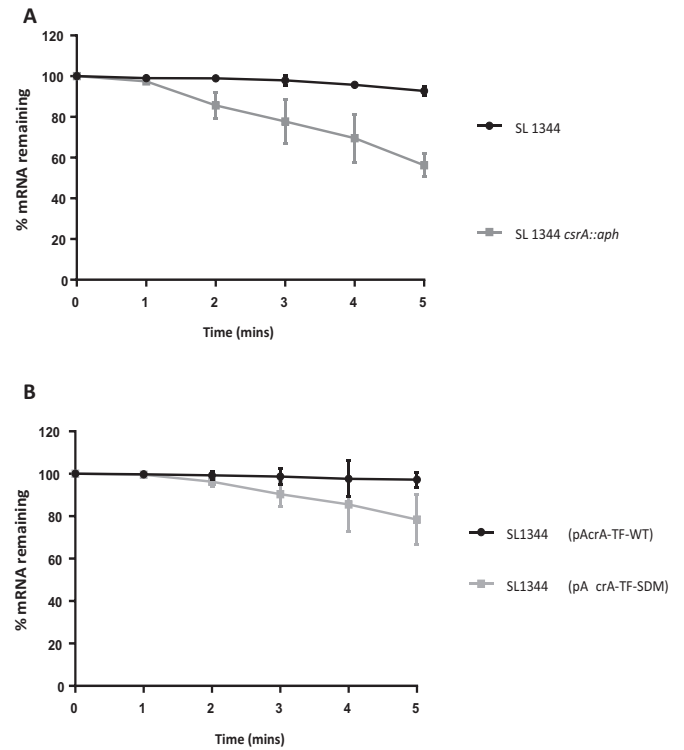 A
120
100
80
60
40
20
0
% mRNA remaining
0 1 2 3 4 5
Time (mins)
SL 1344
SL 1344 csrA::aph
B
120
100
80
60
40
20
0
% mRNA remaining
0 1 2 3 4 5
Time (mins)
SL1344 (pAcrA-TF-WT)
SL1344 (pA crA-TF-SDM)